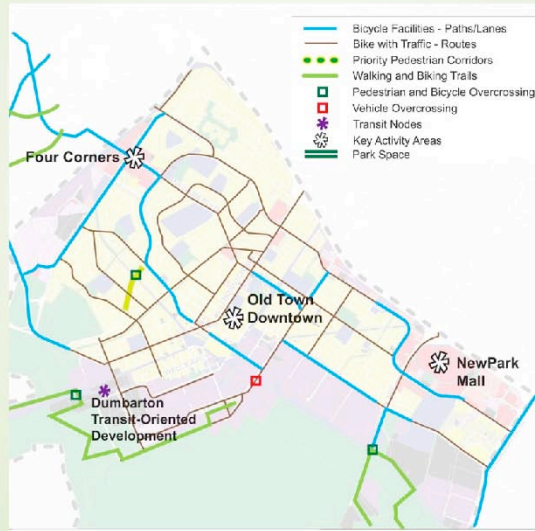 Bicycle Facilities - Paths/Lanes
Bike with Traffic - Routes
Priority Pedestrian Corridors
Walking and Biking Trails
Pedestrian and Bicycle Overcrossing
Vehicle Overcrossing
Transit Nodes
Key Activity Areas
Park Space
Four Corners
Old Town
Downtown
NewPark
Mall
Dumbarton
Transit-Oriented
Development